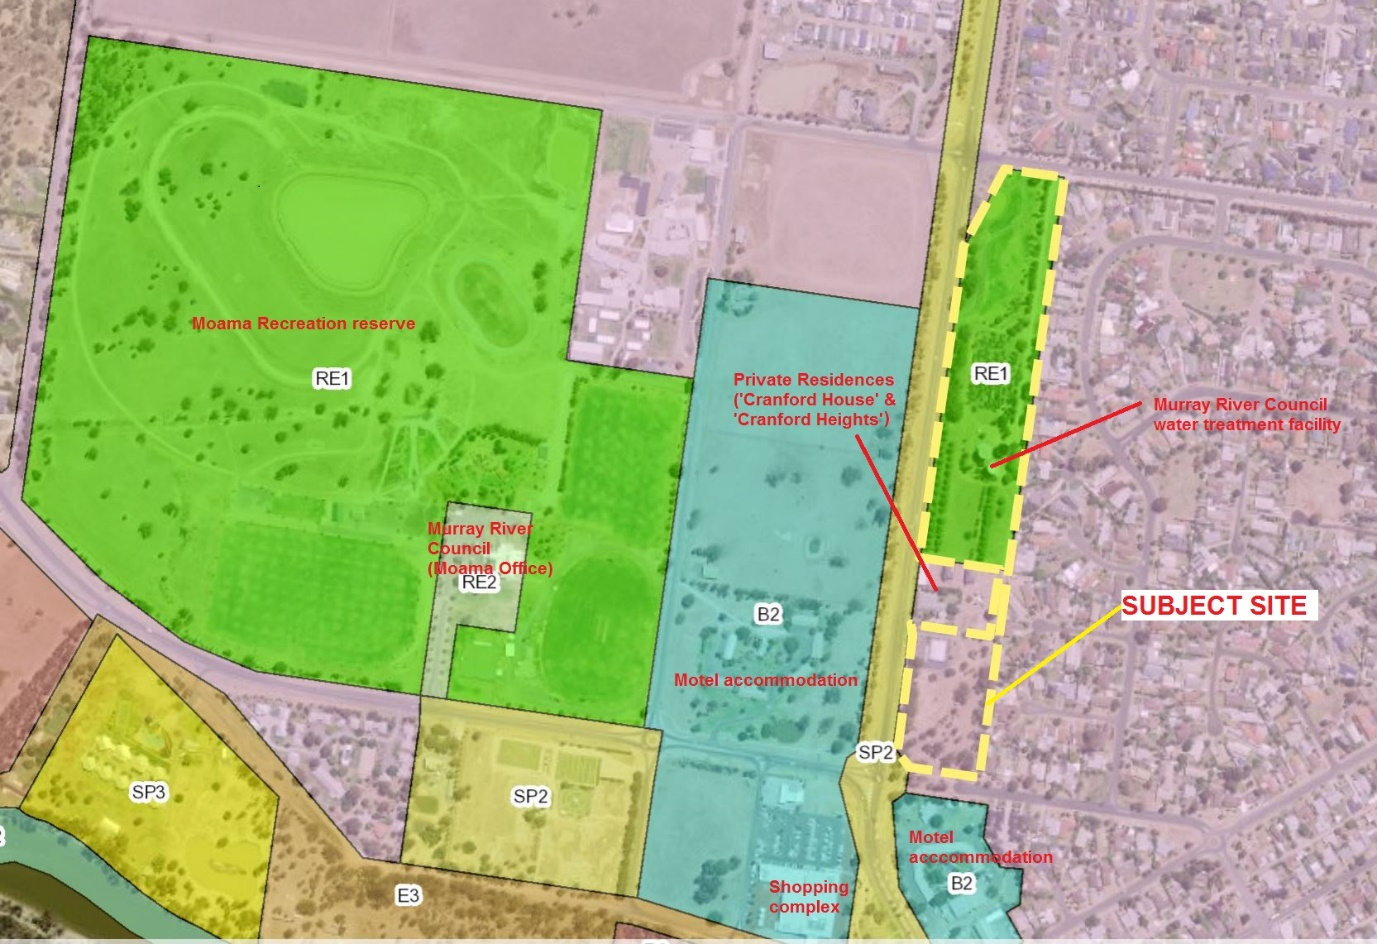 Moama Recreation reserve
RE1
Private Residences
('Cranford House' &
'Cranford Heights')
RE1
Murray River Council
water treatment facility
Murray River
Council
(Moama Office)
RE2
B2
SUBJECT SITE
Motel accommodation
SP2
SP3
SP2
Motel
acccommodation
B2
Shopping
complex
E3